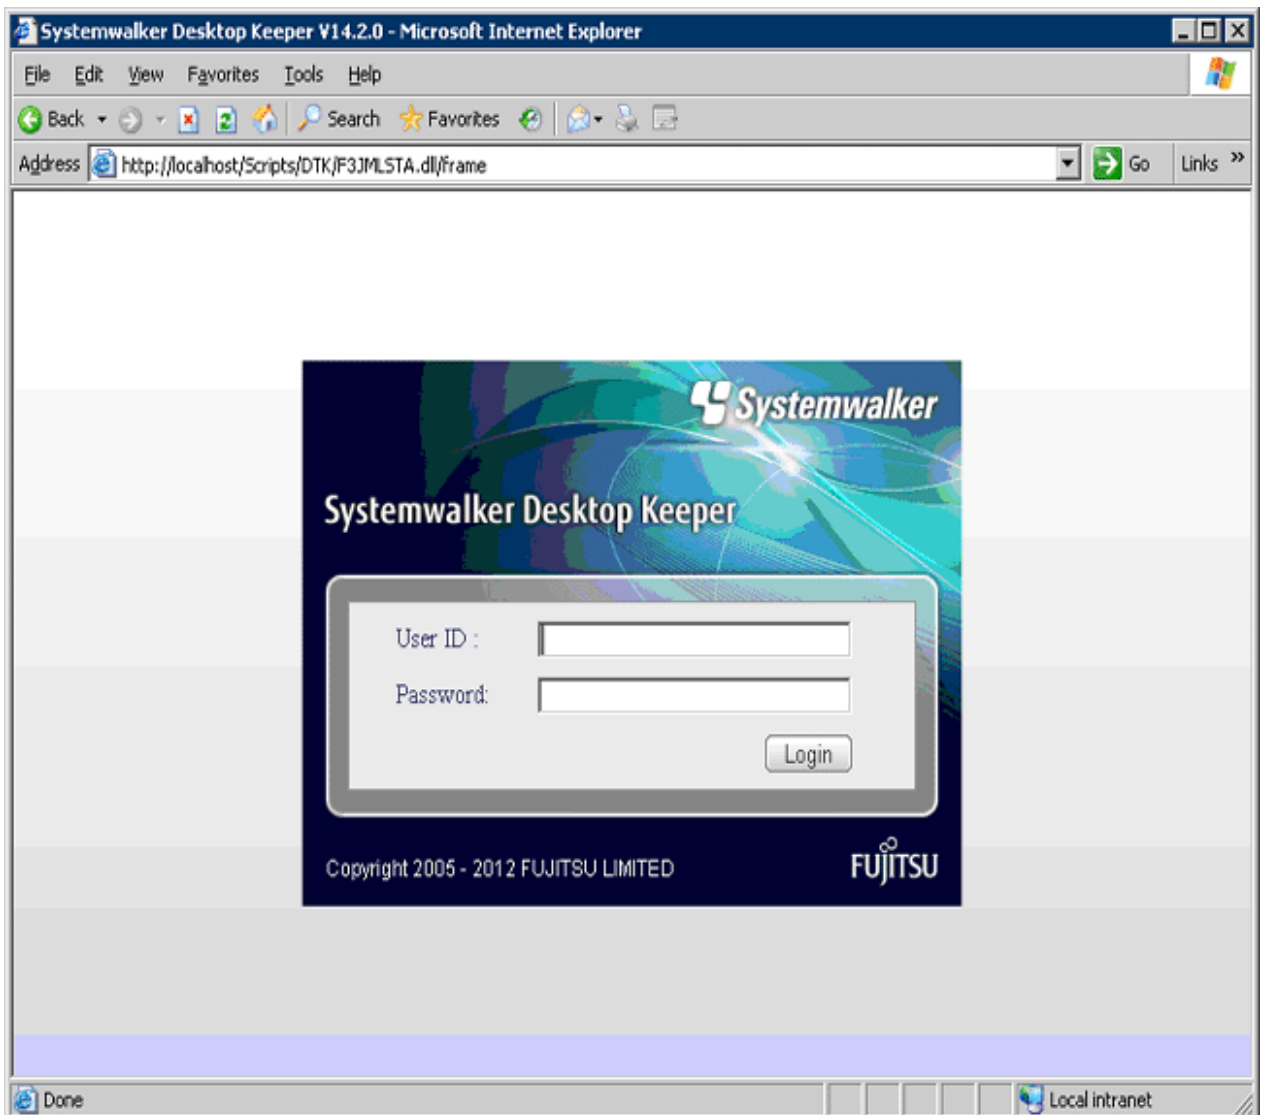 Systemwalker Desktop Keeper V14.2.0 - Microsoft Internet Explorer
File Edit View Favorites Tools Help
Back Search Favorites
Address http://localhost/Scripts/DTK/F3JMLSTA.dll/frame Go Links »
Systemwalker
Systemwalker Desktop Keeper
User ID :
Password:
Login
Copyright 2005 - 2012 FUJITSU LIMITED
FUJITSU
Done Local intranet